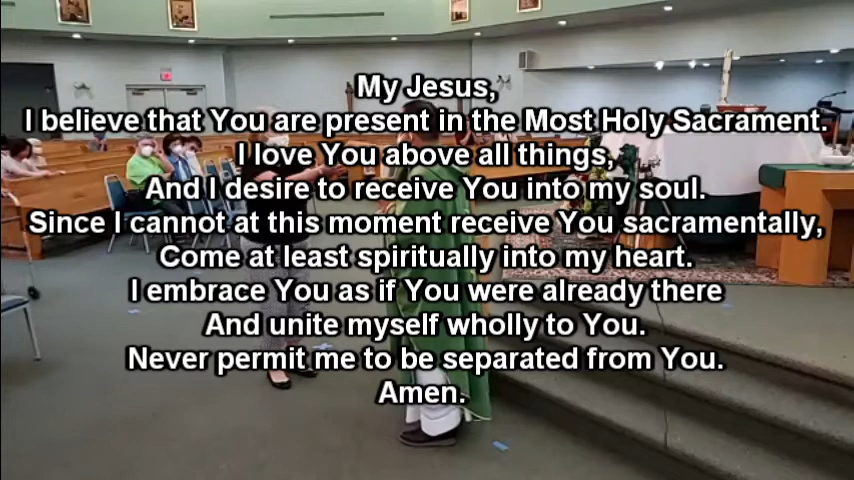 My Jesus,
I believe that You are present in the Most Holy Sacrament.
I love You above all things,
And I desire to receive You into my soul.
Since I cannot at this moment receive You sacramentally,
Come at least spiritually into my heart.
I embrace You as if You were already there
And unite myself wholly to You.
Never permit me to be separated from You.
Amen.